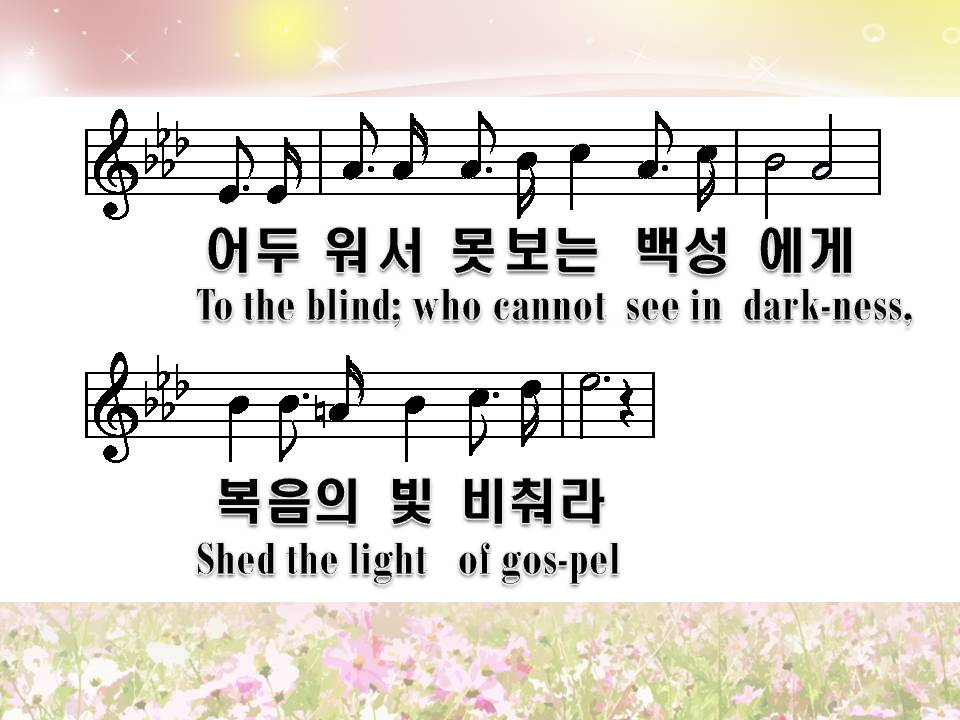 어두 워서 못보는 백성 에게
To the blind; who cannot see in dark-ness,
복음의 빛 비춰라
Shed the light of gos-pel